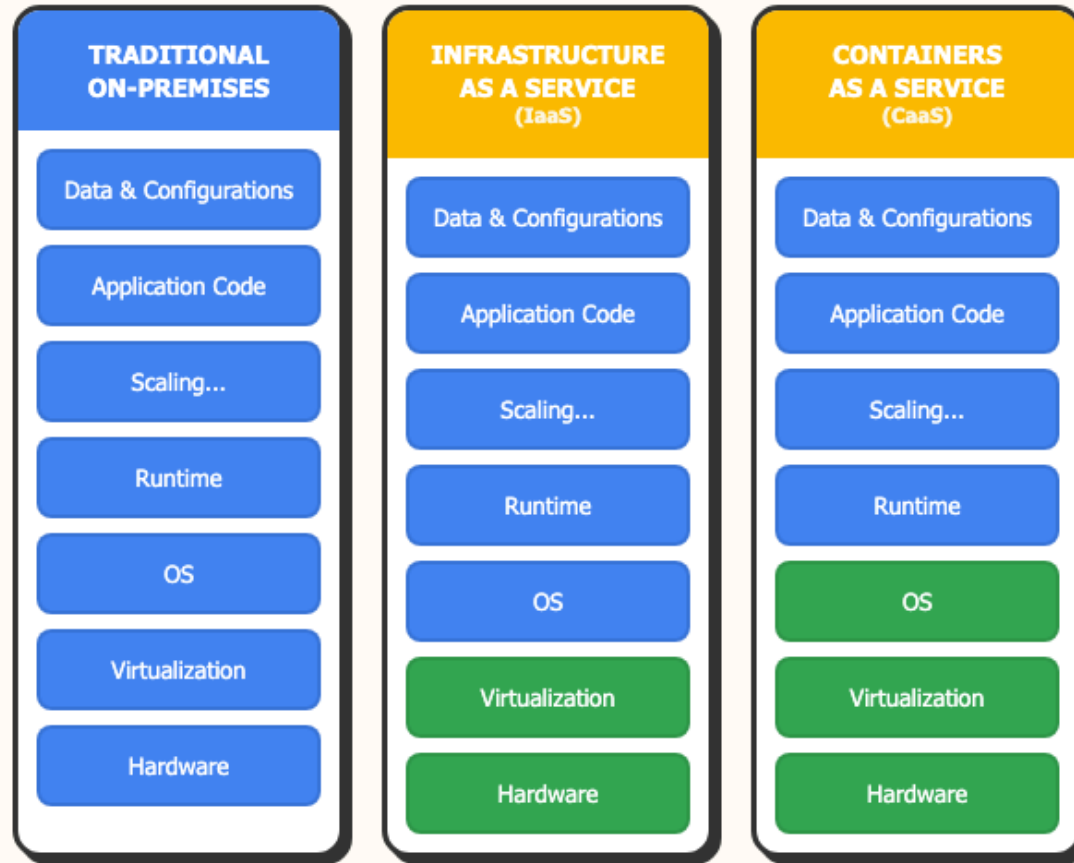 TRADITIONAL
ON-PREMISES
Data & Configurations
Application Code
Scaling...
Runtime
OS
Virtualization
Hardware
INFRASTRUCTURE
AS A SERVICE
(IaaS)
Data & Configurations
Application Code
Scaling...
Runtime
OS
Virtualization
Hardware
CONTAINERS
AS A SERVICE
(CaaS)
Data & Configurations
Application Code
Scaling...
Runtime
OS
Virtualization
Hardware